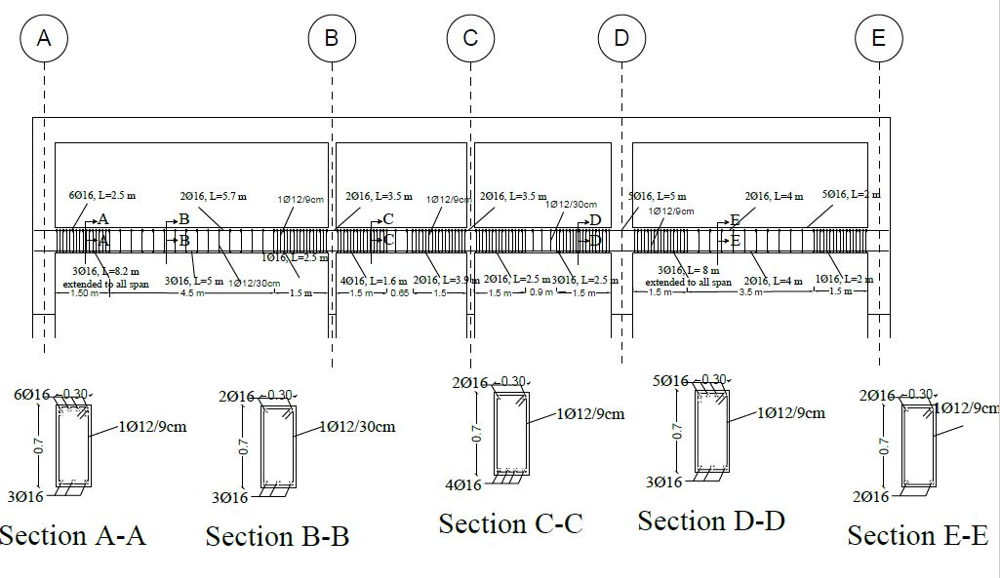 A B C D E
6Ø16, L=2.5 m
2Ø16, L=5.7 m
1Ø12/9cm
2Ø16, L=3.5 m
1Ø12/9cm
2Ø16, L=3.5 m
1Ø12/30cm
5Ø16, L=5 m
1Ø12/9cm
2Ø16, L=4 m
5Ø16, L=2 m
A B C D E
A B C D E
3Ø16, L=8.2 m
extended to all span
3Ø16, L=5 m
1Ø12/30cm
1Ø16, L=2.5 m
4Ø16, L=1.6 m
2Ø16, L=3.9 m
2Ø16, L=2.5 m
3Ø16, L=2.5 m
3Ø16, L= 8 m
extended to all span
2Ø16, L=4 m
1Ø16, L=2 m
1.50 m 4.5 m 1.5 m 1.5 m 0.65 1.5 1.5 m 0.9 m 1.5 m 1.5 m 3.5 m 1.5 m
6Ø16 0.30
0.7
1Ø12/9cm
3Ø16
Section A-A
2Ø16 0.30
0.7
1Ø12/30cm
3Ø16
Section B-B
2Ø16 0.30
0.7
1Ø12/9cm
4Ø16
Section C-C
5Ø16 0.30
0.7
1Ø12/9cm
3Ø16
Section D-D
2Ø16 0.30
0.7
1Ø12/9cm
2Ø16
Section E-E